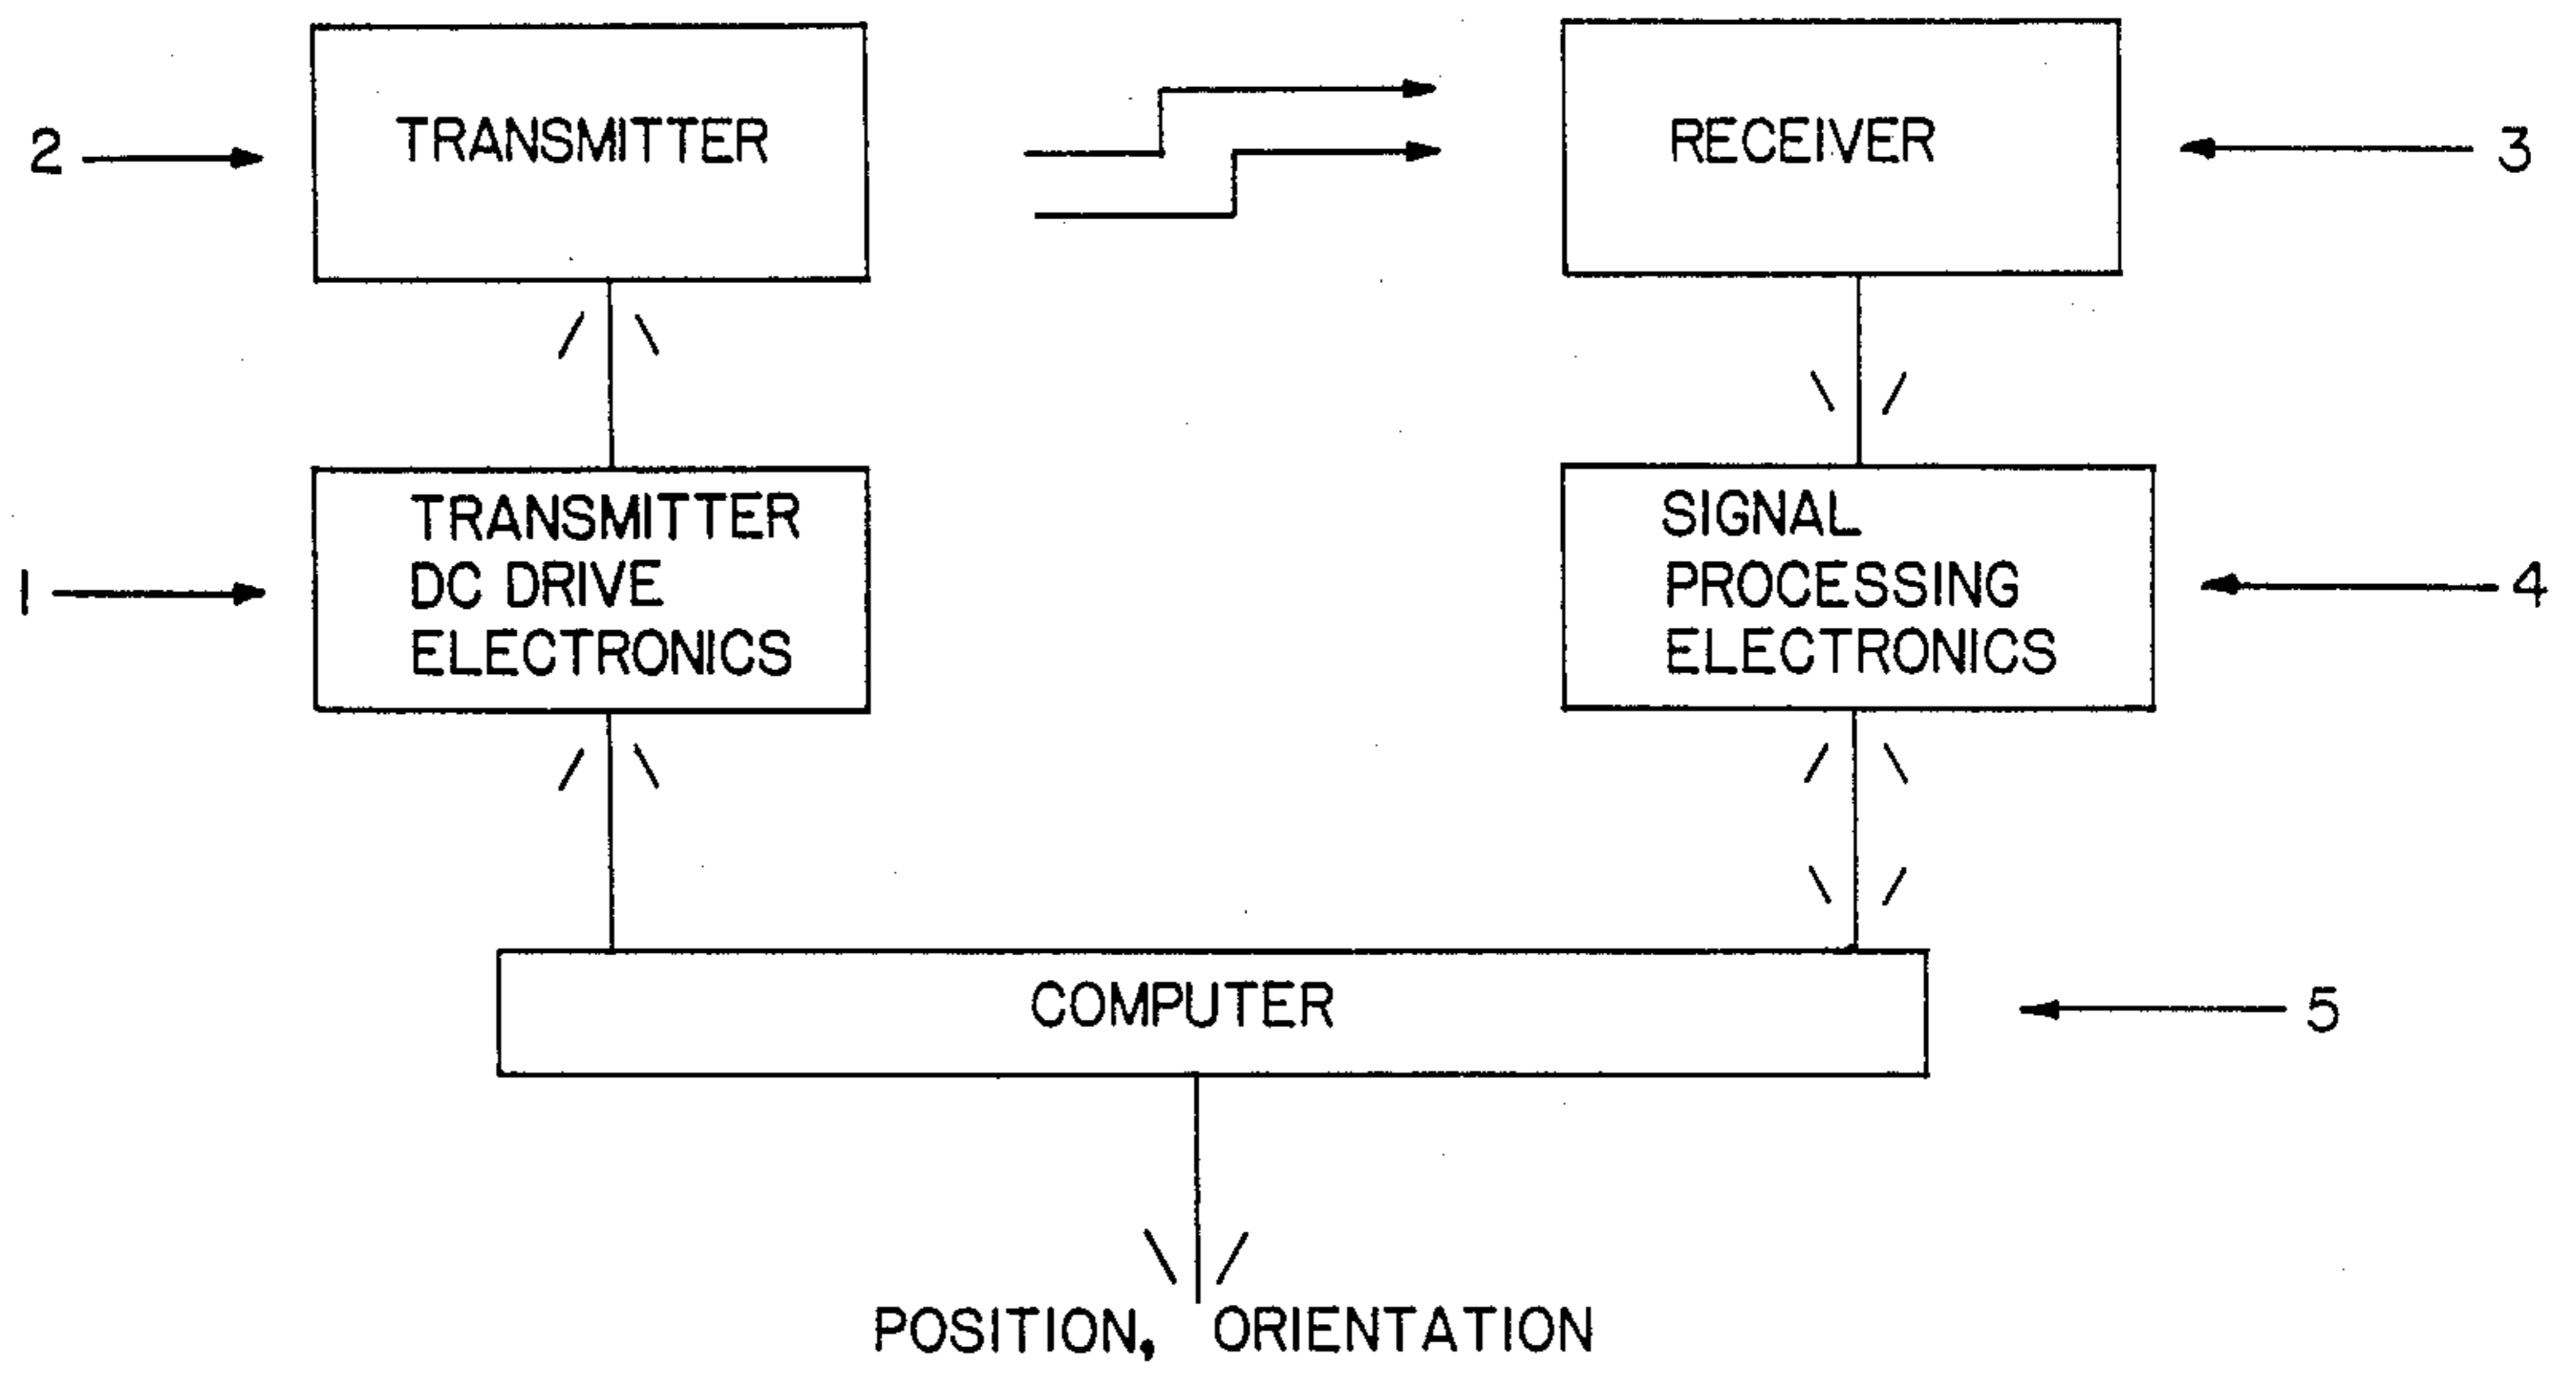 TRANSMITTER
RECEIVER
2
3
TRANSMITTER
DC DRIVE
ELECTRONICS
1
SIGNAL
PROCESSING
ELECTRONICS
4
COMPUTER
5
POSITION, ORIENTATION